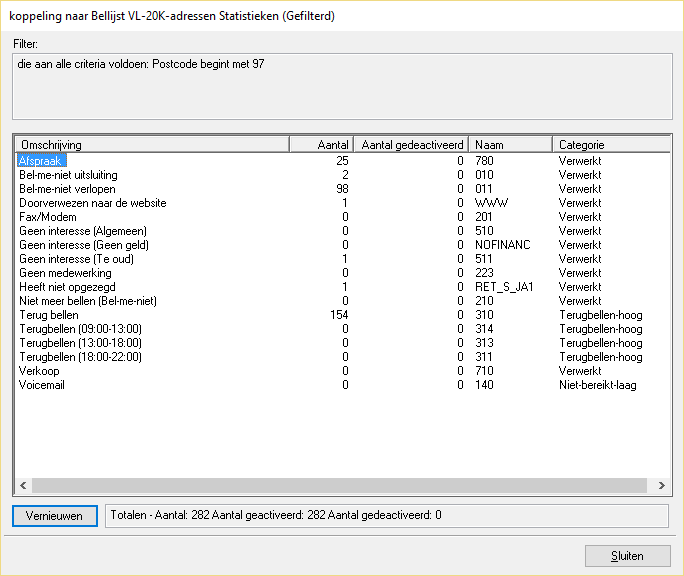 koppeling naar Bellijst VL-20K-adressen Statistieken (Gefilterd)
Filter:
die aan alle criteria voldoen: Postcode begint met 97
Omschrijving Aantal Aantal gedeactiveerd Naam Categorie
Afspraak 25 0 780 Verwerkt
Bel-me-niet uitsluiting 2 0 010 Verwerkt
Bel-me-niet verlopen 98 0 011 Verwerkt
Doorverwezen naar de website 1 0 WWW Verwerkt
Fax/Modem 0 0 201 Verwerkt
Geen interesse (Algemeen) 0 0 510 Verwerkt
Geen interesse (Geen geld) 0 0 NOFINANC Verwerkt
Geen interesse (Te oud) 1 0 511 Verwerkt
Geen medewerking 0 0 223 Verwerkt
Heeft niet opgezegd 1 0 RET_S_JA1 Verwerkt
Niet meer bellen (Bel-me-niet) 0 0 210 Verwerkt
Terug bellen 154 0 310 Terugbellen-hoog
Terugbellen (09:00-13:00) 0 0 314 Terugbellen-hoog
Terugbellen (13:00-18:00) 0 0 313 Terugbellen-hoog
Terugbellen (18:00-22:00) 0 0 311 Terugbellen-hoog
Verkoop 0 0 710 Verwerkt
Voicemail 0 0 140 Niet-bereikt-laag
Vernieuwen Totalen - Aantal: 282 Aantal geactiveerd: 282 Aantal gedeactiveerd: 0
Sluiten